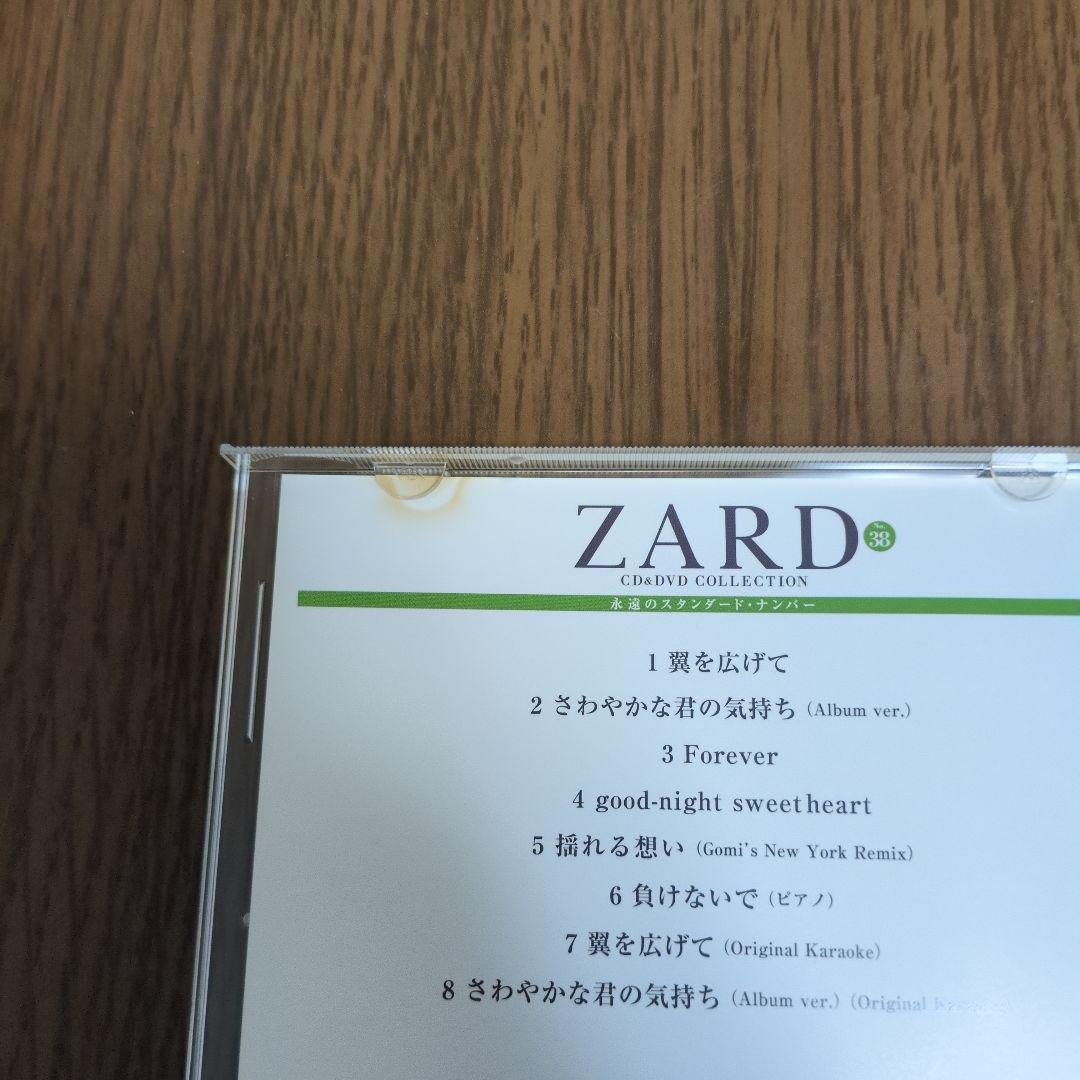 ZARD No. 38
CD&DVD COLLECTION
永遠のスタンダード・ナンバー
1 翼を広げて
2 さわやかな君の気持ち (Album ver.)
3 Forever
4 good-night sweetheart
5 揺れる想い (Gomi's New York Remix)
6 負けないで (ピアノ)
7 翼を広げて (Original Karaoke)
8 さわやかな君の気持ち (Album ver.) (Original